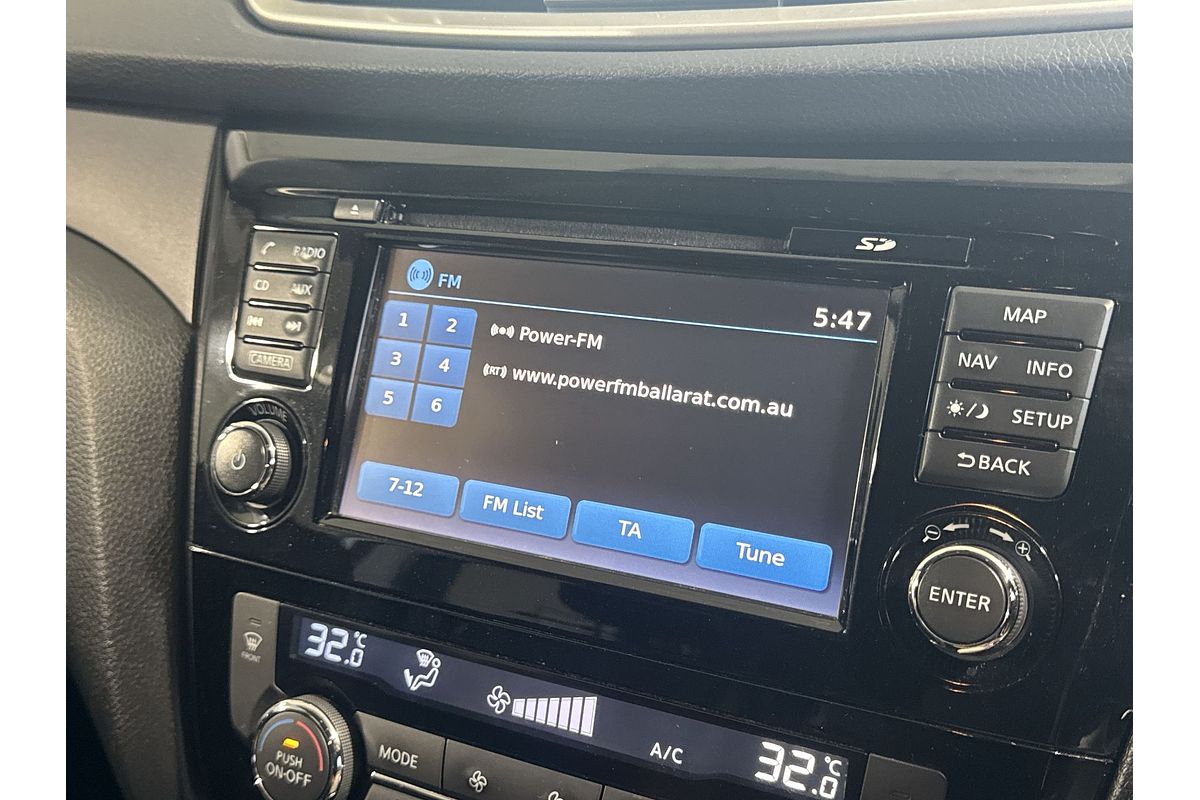 SD
RADIO
CD AUX
CAMERA
VOLUME
FM
5:47
1 2
3 4
5 6
Power-FM
(RT) www.powerfmballarat.com.au
7-12
FM List
TA
Tune
MAP
NAV INFO
SETUP
BACK
ENTER
FRONT
32.0 °C
A/C
32.0 °C
PUSH
ON·OFF
MODE